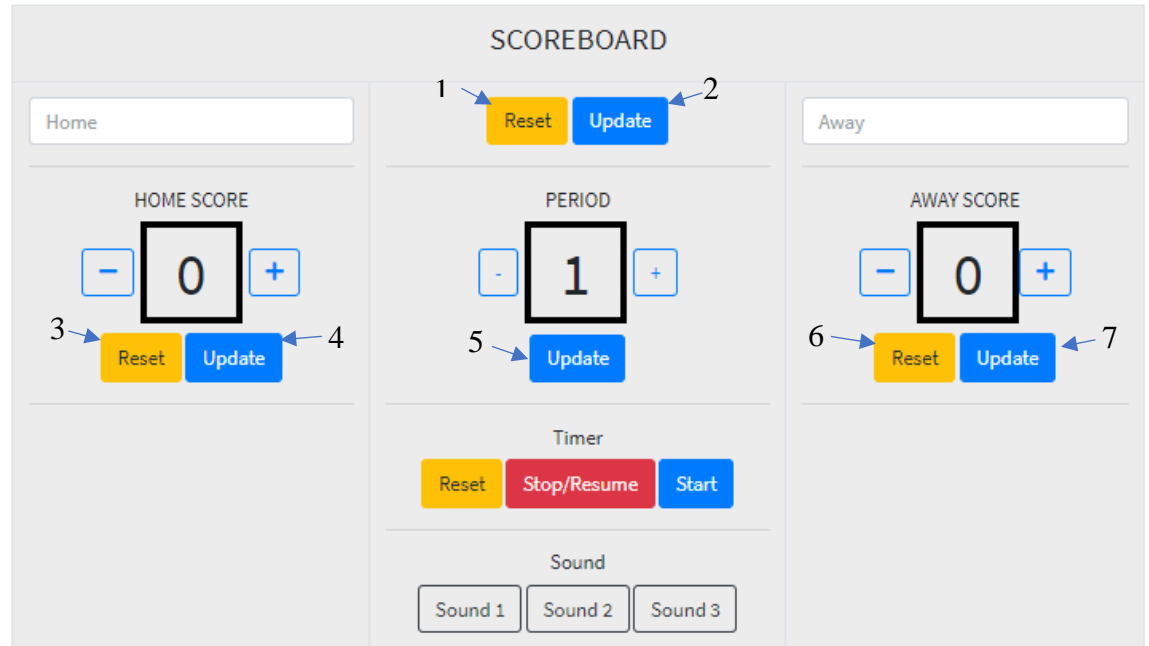 SCOREBOARD
1 2
Home Reset Update Away
HOME SCORE PERIOD AWAY SCORE
− 0 + - 1 + − 0 +
3 Reset Update 4 5 Update 6 Reset Update 7
Timer
Reset Stop/Resume Start
Sound
Sound 1 Sound 2 Sound 3